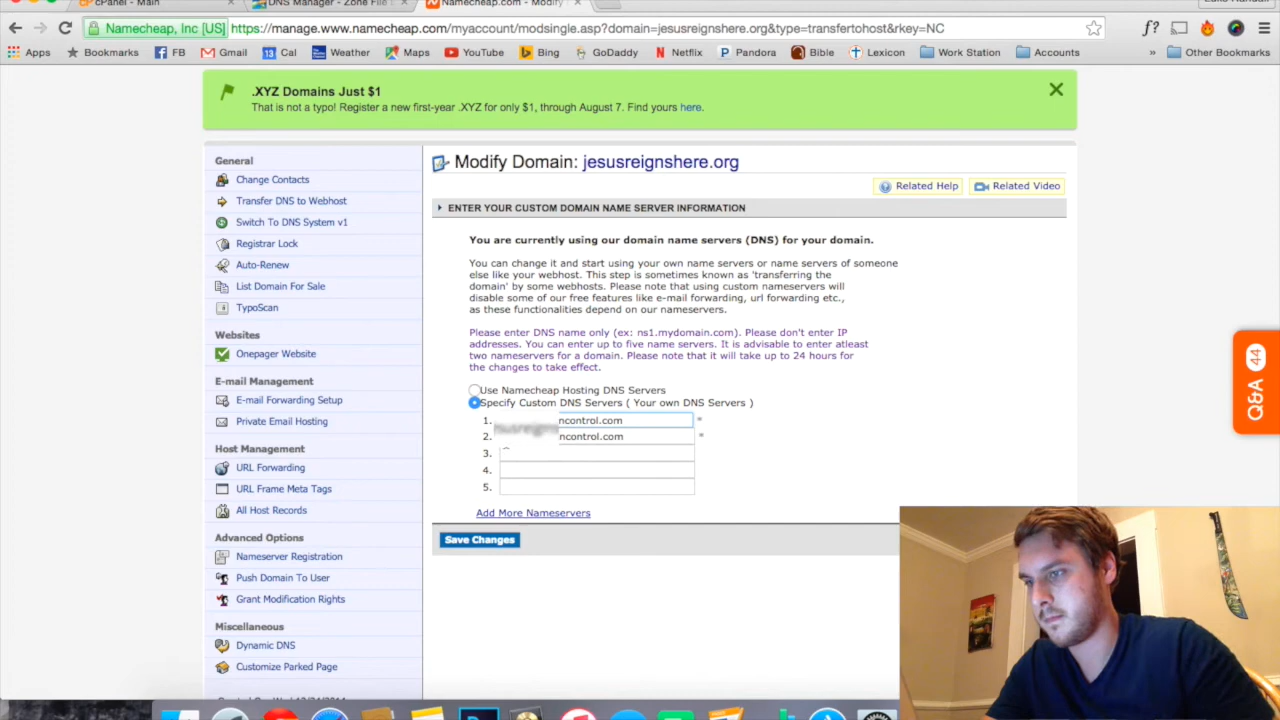 cPanel - Main
DNS Manager - Zone File
Namecheap.com - Modify
Namecheap, Inc [US] https://manage.www.namecheap.com/myaccount/modsingle.asp?domain=jesusreignshere.org&type=transfertohost&rkey=NC
Apps Bookmarks FB Gmail 13 Cal Weather Maps YouTube Bing GoDaddy Netflix Pandora Bible Lexicon Work Station Accounts » Other Bookmarks
.XYZ Domains Just $1
That is not a typo! Register a new first-year .XYZ for only $1, through August 7. Find yours here.
General
Change Contacts
Transfer DNS to Webhost
Switch To DNS System v1
Registrar Lock
Auto-Renew
List Domain For Sale
TypoScan
Websites
Onepager Website
E-mail Management
E-mail Forwarding Setup
Private Email Hosting
Host Management
URL Forwarding
URL Frame Meta Tags
All Host Records
Advanced Options
Nameserver Registration
Push Domain To User
Grant Modification Rights
Miscellaneous
Dynamic DNS
Customize Parked Page
Modify Domain: jesusreignshere.org
Related Help Related Video
ENTER YOUR CUSTOM DOMAIN NAME SERVER INFORMATION
You are currently using our domain name servers (DNS) for your domain.
You can change it and start using your own name servers or name servers of someone
else like your webhost. This step is sometimes known as 'transferring the
domain' by some webhosts. Please note that using custom nameservers will
disable some of our free features like e-mail forwarding, url forwarding etc.,
as these functionalities depend on our nameservers.
Please enter DNS name only (ex: ns1.mydomain.com). Please don't enter IP
addresses. You can enter up to five name servers. It is advisable to enter atleast
two nameservers for a domain. Please note that it will take up to 24 hours for
the changes to take effect.
Use Namecheap Hosting DNS Servers
Specify Custom DNS Servers ( Your own DNS Servers )
1. ncontrol.com *
2. ncontrol.com *
3.
4.
5.
Add More Nameservers
Save Changes
Q&A 44